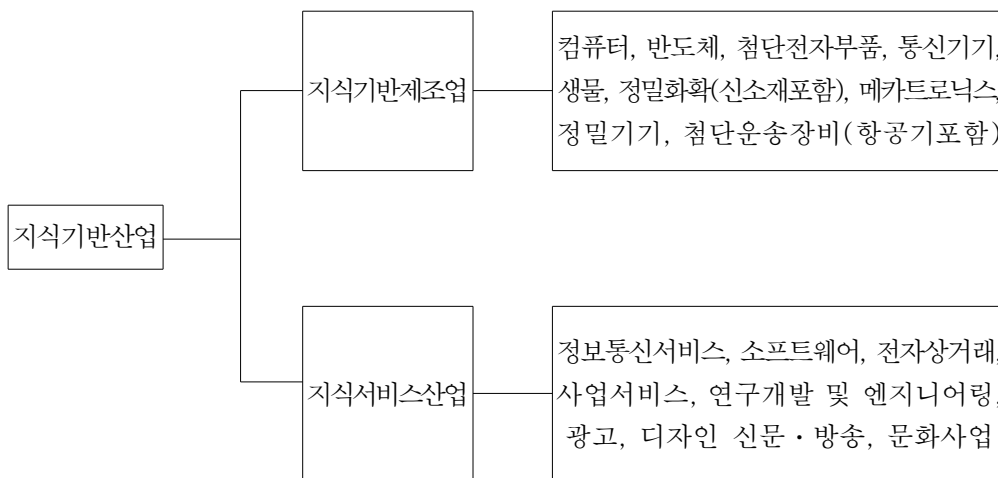 지식기반산업
지식기반제조업
컴퓨터, 반도체, 첨단전자부품, 통신기기,
생물, 정밀화확(신소재포함), 메카트로닉스,
정밀기기, 첨단운송장비(항공기포함)
지식서비스산업
정보통신서비스, 소프트웨어, 전자상거래,
사업서비스, 연구개발 및 엔지니어링,
광고, 디자인 신문·방송, 문화사업